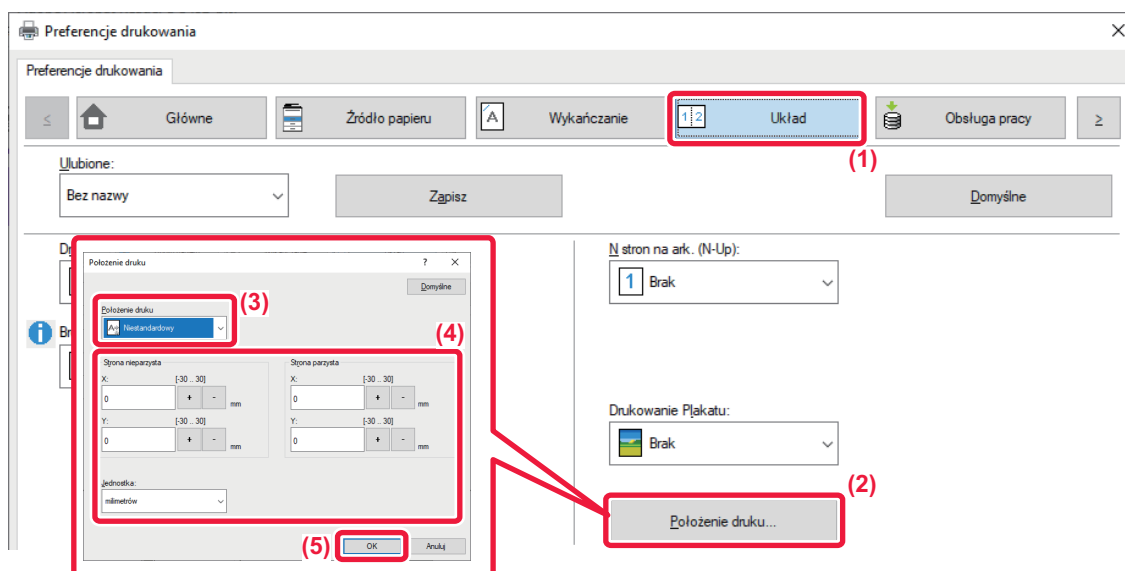 Preferencje drukowania
Preferencje drukowania
≤
Główne
Źródło papieru
A
Wykańczanie
1 2
Układ
Obsługa pracy
≥
(1)
Ulubione:
Bez nazwy
Zapisz
Domyślne
Położenie druku
?
Domyślne
Położenie druku
Niestandardowy
(3)
(4)
Strona nieparzysta
X:
[-30 .. 30]
0
+
-
mm
Y:
[-30 .. 30]
0
+
-
mm
Strona parzysta
X:
[-30 .. 30]
0
+
-
mm
Y:
[-30 .. 30]
0
+
-
mm
Jednostka:
milimetrów
(5)
OK
Anuluj
N stron na ark. (N-Up):
1 Brak
Drukowanie Plakatu:
Brak
(2)
Położenie druku...